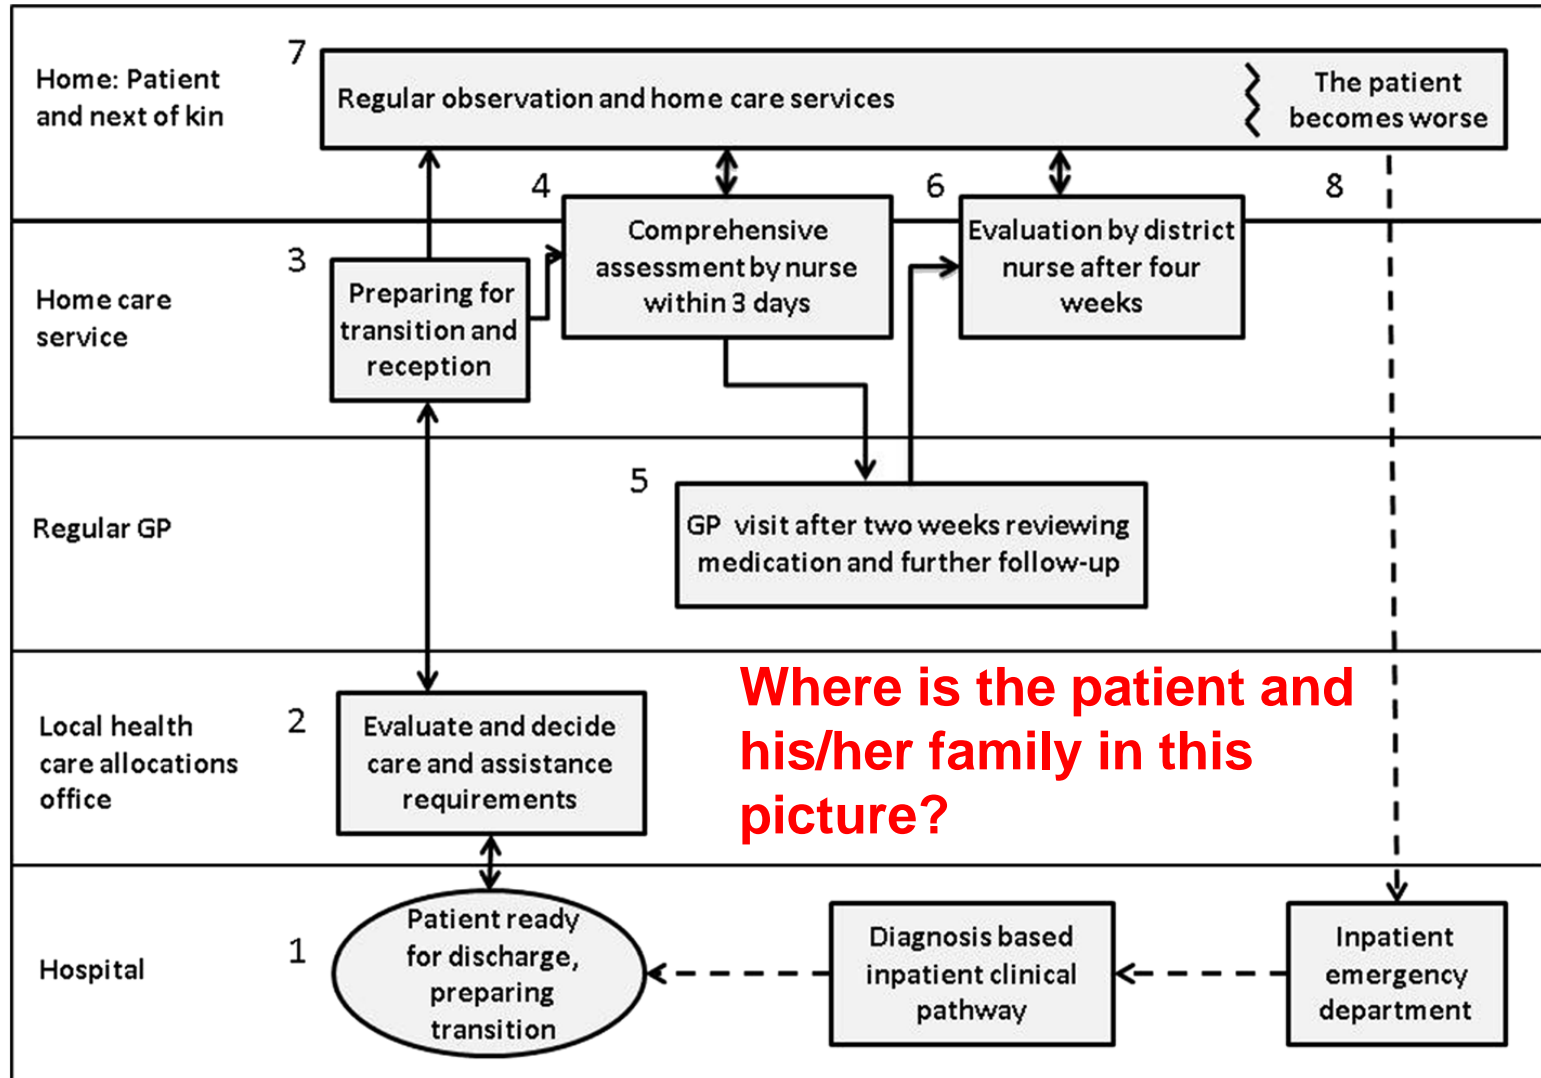 Home: Patient
and next of kin
7
Regular observation and home care services
The patient
becomes worse
4
6
8
Home care
service
3
Preparing for
transition and
reception
Comprehensive
assessment by nurse
within 3 days
Evaluation by district
nurse after four
weeks
Regular GP
5
GP visit after two weeks reviewing
medication and further follow-up
Local health
care allocations
office
2
Evaluate and decide
care and assistance
requirements
Where is the patient and
his/her family in this
picture?
Hospital
1
Patient ready
for discharge,
preparing
transition
Diagnosis based
inpatient clinical
pathway
Inpatient
emergency
department